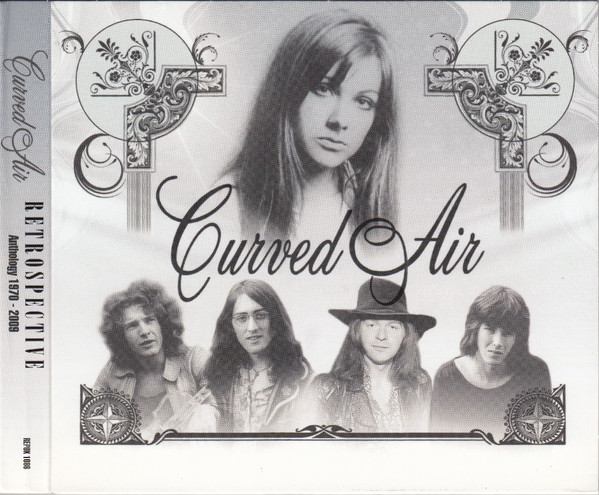 Curved Air
RETROSPECTIVE
Anthology 1970 - 2009
REPUK 1088
Curved Air